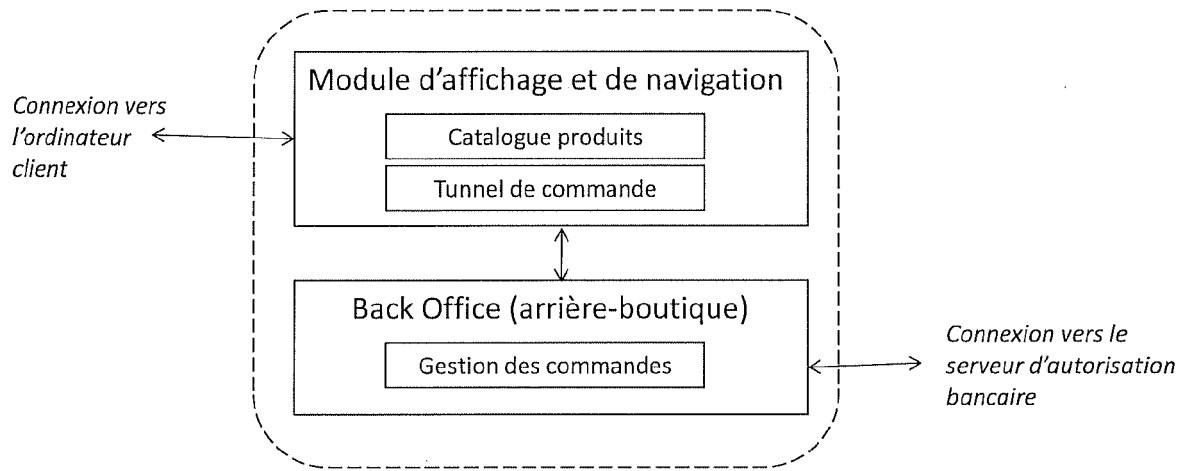 Module d'affichage et de navigation
Connexion vers
l'ordinateur
client
Catalogue produits
Tunnel de commande
Back Office (arrière-boutique)
Gestion des commandes
Connexion vers le
serveur d'autorisation
bancaire